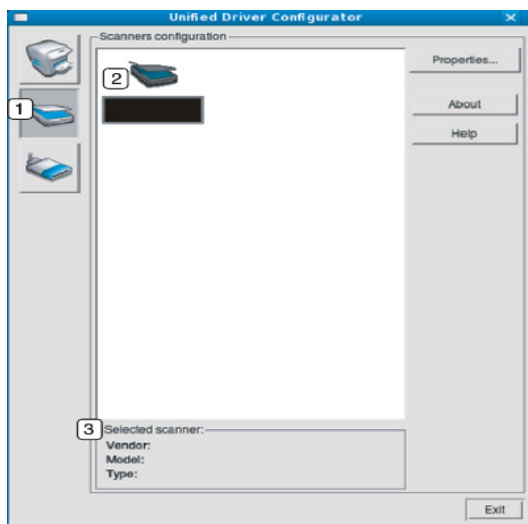 Unified Driver Configurator
Scanners configuration
Properties...
2
1
About
Help
3
Selected scanner:
Vendor:
Model:
Type:
Exit